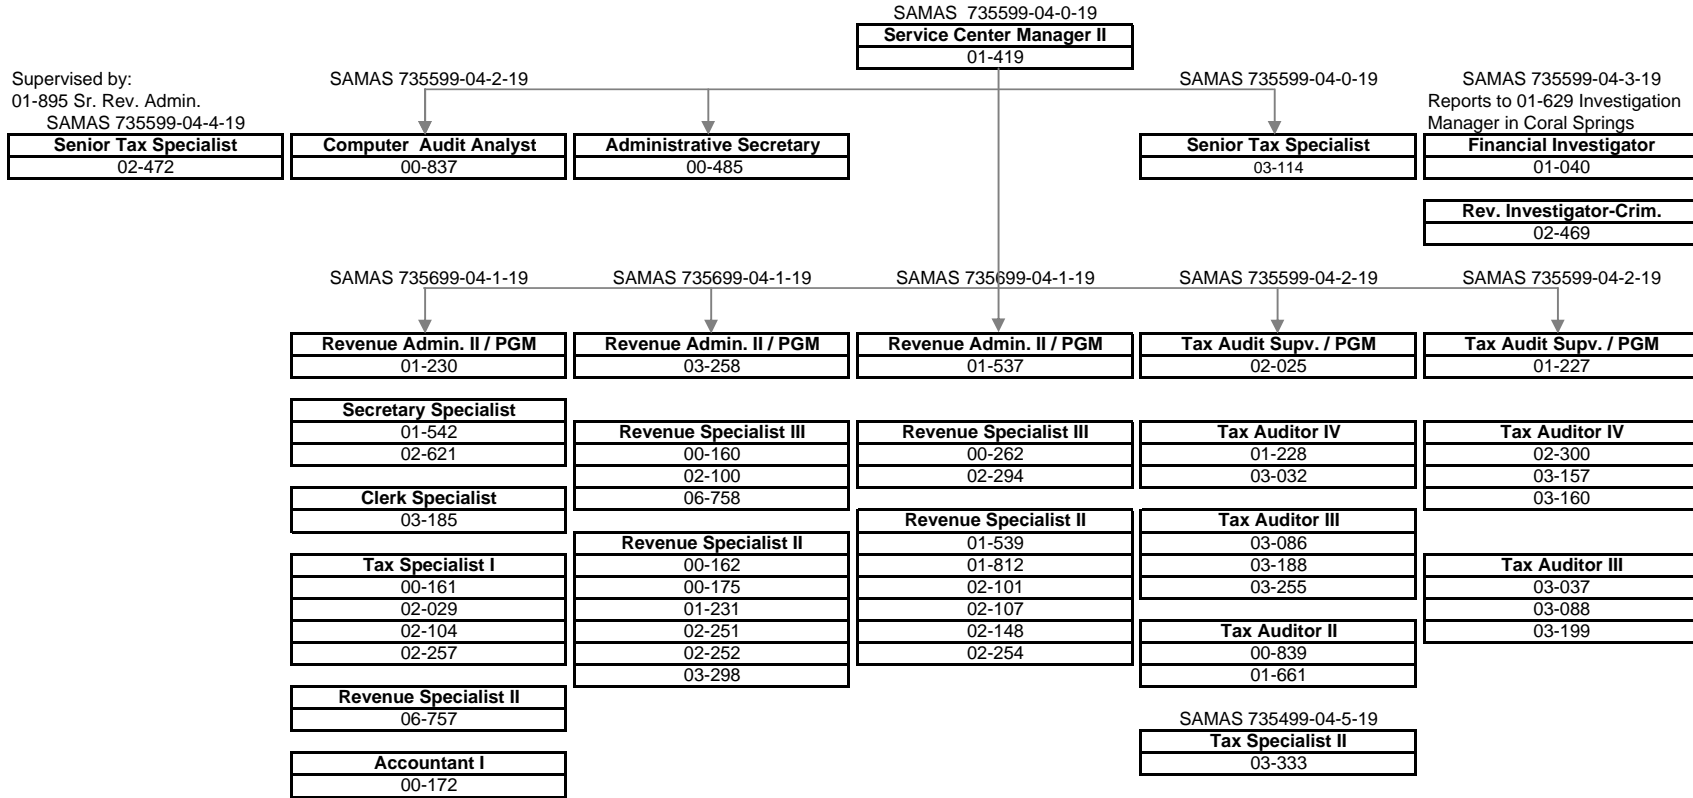 SAMAS 735599-04-0-19
Service Center Manager II
01-419
Supervised by:
01-895 Sr. Rev. Admin.
SAMAS 735599-04-4-19
Senior Tax Specialist
02-472
SAMAS 735599-04-2-19
Computer Audit Analyst
00-837
Administrative Secretary
00-485
SAMAS 735599-04-0-19
Senior Tax Specialist
03-114
SAMAS 735599-04-3-19
Reports to 01-629 Investigation
Manager in Coral Springs
Financial Investigator
01-040
Rev. Investigator-Crim.
02-469
SAMAS 735699-04-1-19
Revenue Admin. II / PGM
01-230
Secretary Specialist
01-542
02-621
Clerk Specialist
03-185
Tax Specialist I
00-161
02-029
02-104
02-257
Revenue Specialist II
06-757
Accountant I
00-172
SAMAS 735699-04-1-19
Revenue Admin. II / PGM
03-258
Revenue Specialist III
00-160
02-100
06-758
Revenue Specialist II
00-162
00-175
01-231
02-251
02-252
03-298
SAMAS 735699-04-1-19
Revenue Admin. II / PGM
01-537
Revenue Specialist III
00-262
02-294
Revenue Specialist II
01-539
01-812
02-101
02-107
02-148
02-254
SAMAS 735599-04-2-19
Tax Audit Supv. / PGM
02-025
Tax Auditor IV
01-228
03-032
Tax Auditor III
03-086
03-188
03-255
Tax Auditor II
00-839
01-661
SAMAS 735499-04-5-19
Tax Specialist II
03-333
SAMAS 735599-04-2-19
Tax Audit Supv. / PGM
01-227
Tax Auditor IV
02-300
03-157
03-160
Tax Auditor III
03-037
03-088
03-199